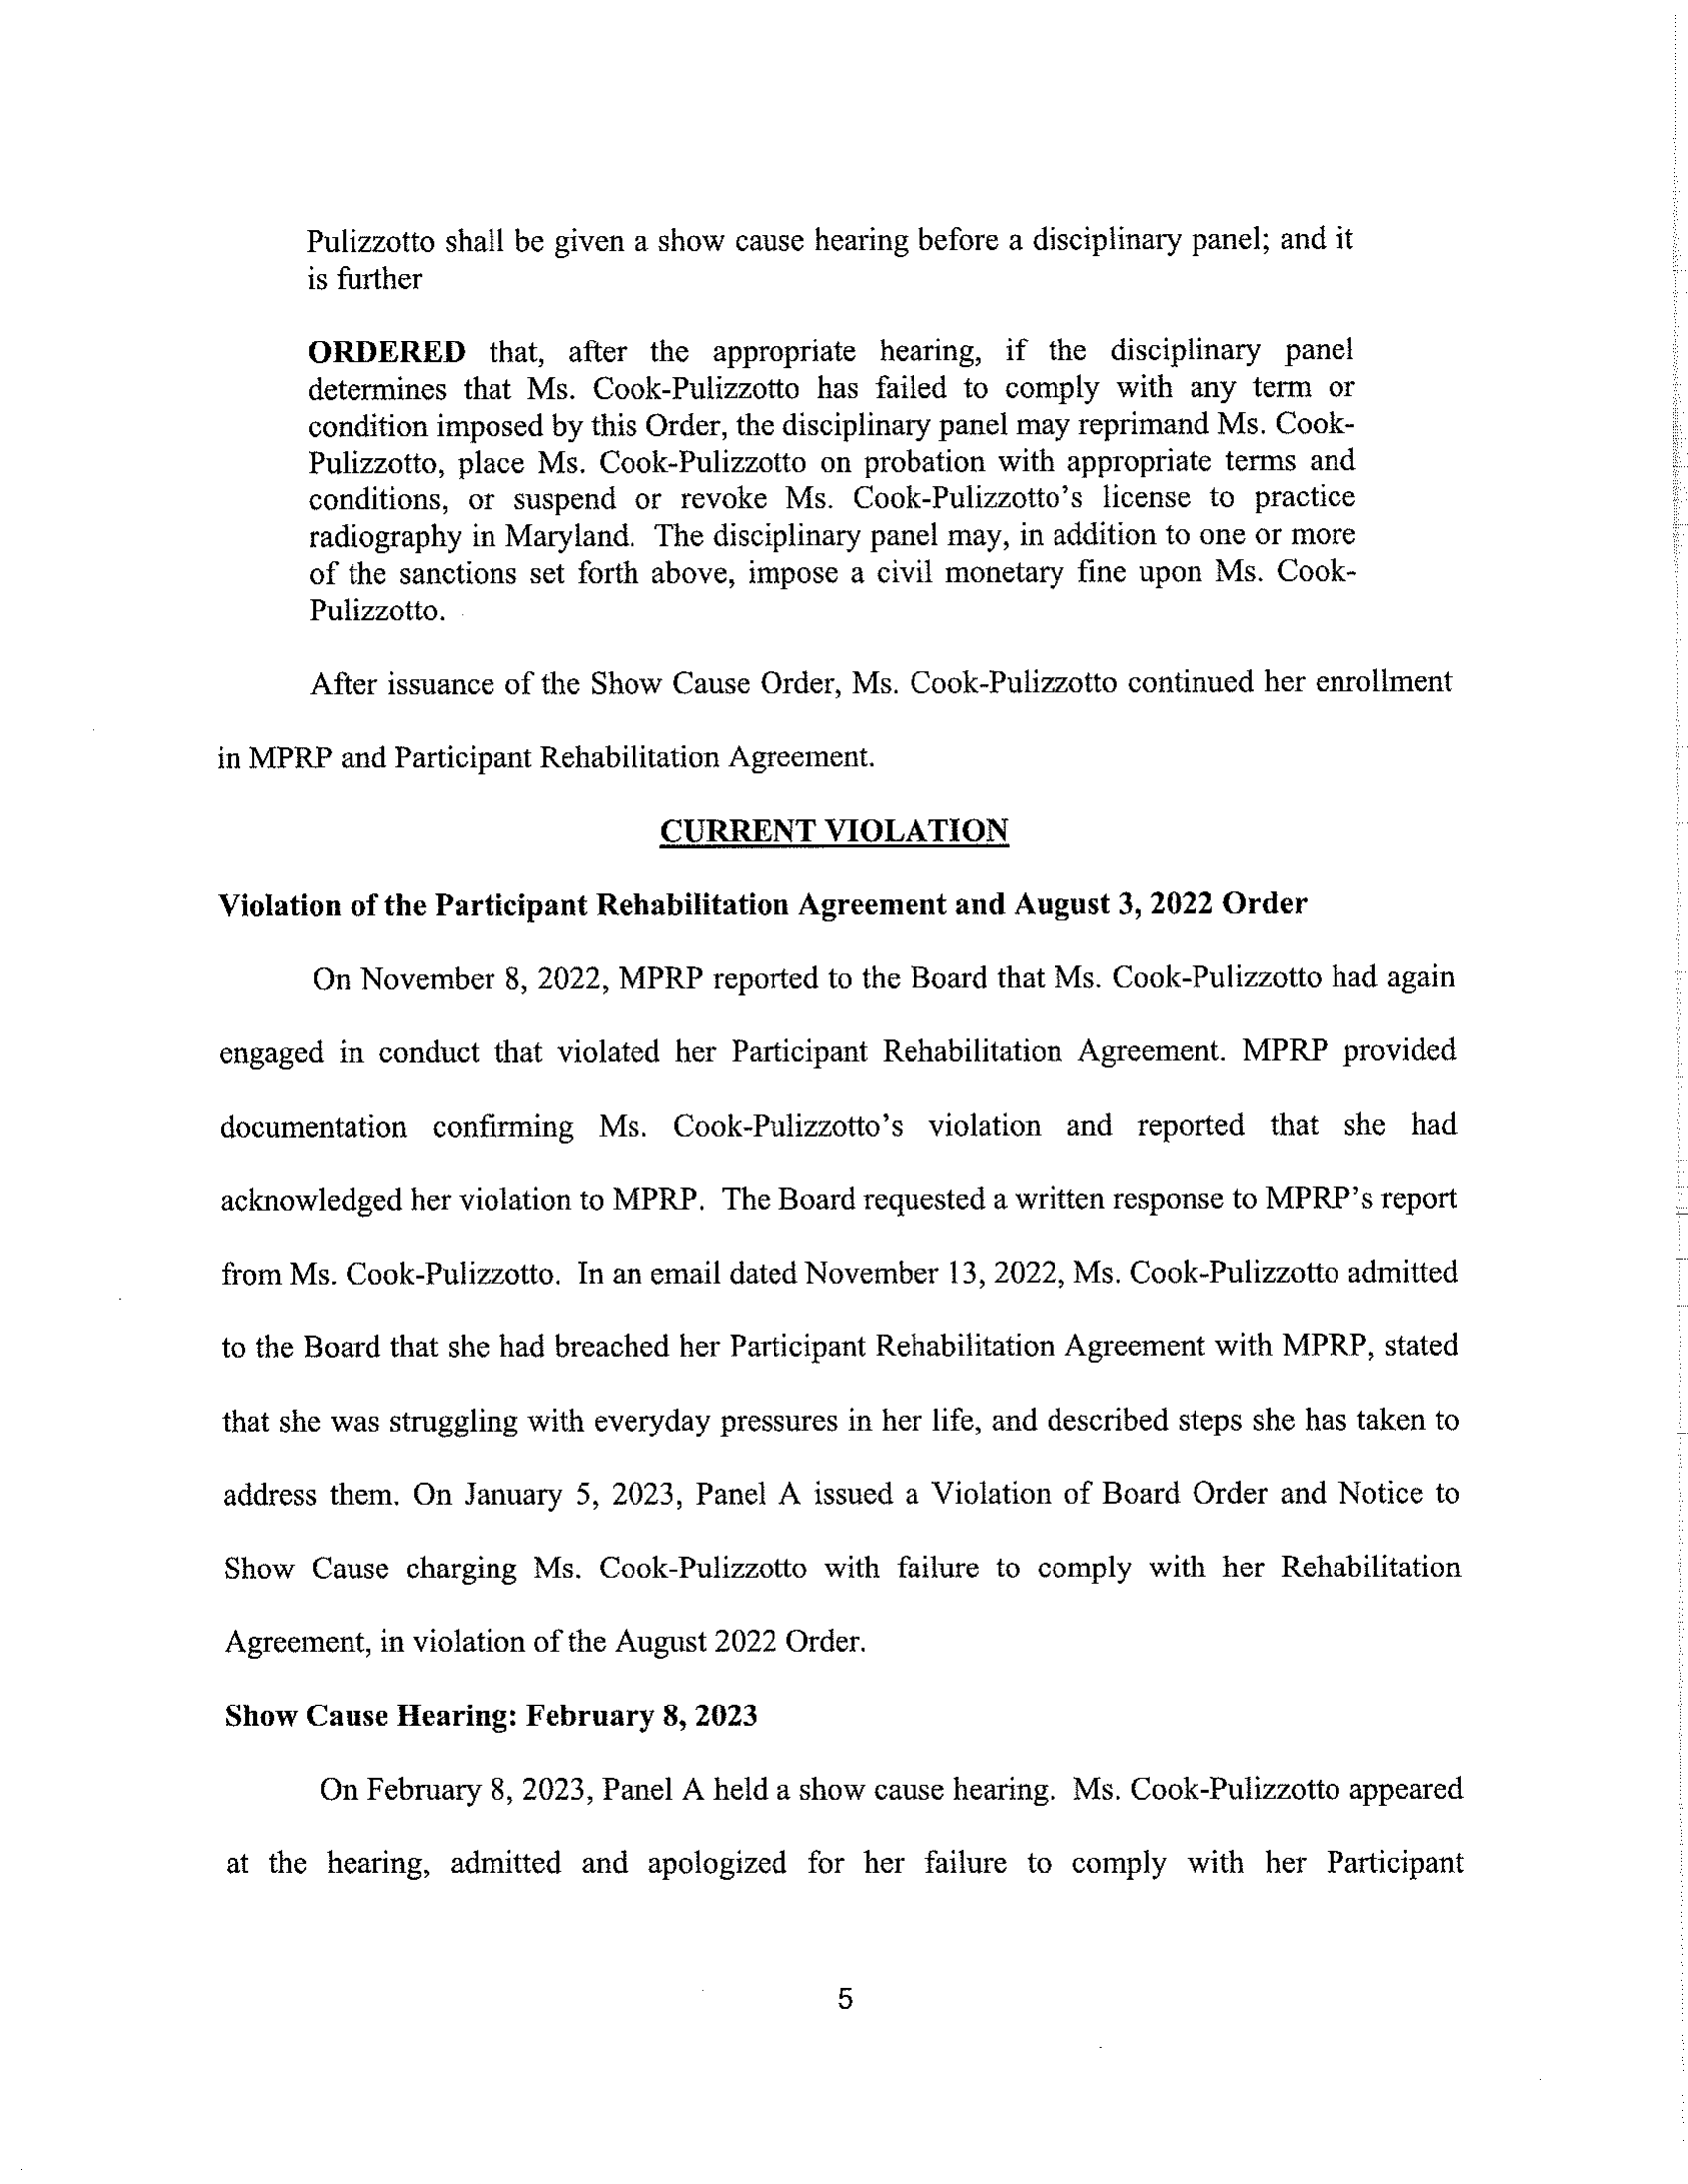 Pulizzotto shall be given a show cause hearing before a disciplinary panel; and it
is further
ORDERED that, after the appropriate hearing, if the disciplinary panel
determines that Ms. Cook-Pulizzotto has failed to comply with any term or
condition imposed by this Order, the disciplinary panel may reprimand Ms. Cook-
Pulizzotto, place Ms. Cook-Pulizzotto on probation with appropriate terms and
conditions, or suspend or revoke Ms. Cook-Pulizzotto's license to practice
radiography in Maryland. The disciplinary panel may, in addition to one or more
of the sanctions set forth above, impose a civil monetary fine upon Ms. Cook-
Pulizzotto.
After issuance of the Show Cause Order, Ms. Cook-Pulizzotto continued her enrollment
in MPRP and Participant Rehabilitation Agreement.
CURRENT VIOLATION
Violation of the Participant Rehabilitation Agreement and August 3, 2022 Order
On November 8, 2022, MPRP reported to the Board that Ms. Cook-Pulizzotto had again
engaged in conduct that violated her Participant Rehabilitation Agreement. MPRP provided
documentation confirming Ms. Cook-Pulizzotto's violation and reported that she had
acknowledged her violation to MPRP. The Board requested a written response to MPRP's report
from Ms. Cook-Pulizzotto. In an email dated November 13, 2022, Ms. Cook-Pulizzotto admitted
to the Board that she had breached her Participant Rehabilitation Agreement with MPRP, stated
that she was struggling with everyday pressures in her life, and described steps she has taken to
address them. On January 5, 2023, Panel A issued a Violation of Board Order and Notice to
Show Cause charging Ms. Cook-Pulizzotto with failure to comply with her Rehabilitation
Agreement, in violation of the August 2022 Order.
Show Cause Hearing: February 8, 2023
On February 8, 2023, Panel A held a show cause hearing. Ms. Cook-Pulizzotto appeared
at the hearing, admitted and apologized for her failure to comply with her Participant
5